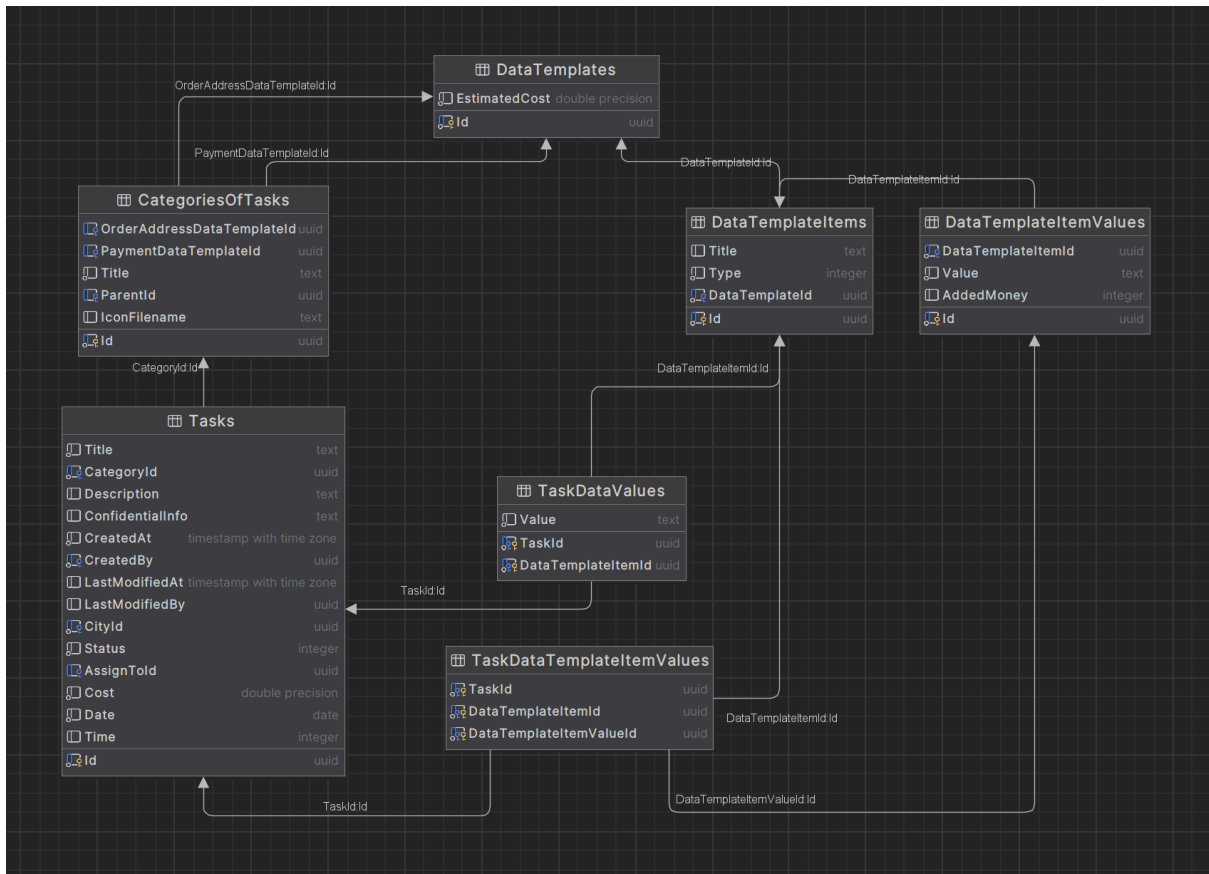 DataTemplates
EstimatedCost double precision
Id uuid
OrderAddressDataTemplateId:Id
PaymentDataTemplateId:Id
DataTemplateId:Id
DataTemplateItemId:Id
CategoriesOfTasks
OrderAddressDataTemplateId uuid
PaymentDataTemplateId uuid
Title text
ParentId uuid
IconFilename text
Id uuid
DataTemplateItems
Title text
Type integer
DataTemplateId uuid
Id uuid
DataTemplateItemValues
DataTemplateItemId uuid
Value text
AddedMoney integer
Id uuid
CategoryId:Id
DataTemplateItemId:Id
Tasks
Title text
CategoryId uuid
Description text
ConfidentialInfo text
CreatedAt timestamp with time zone
CreatedBy uuid
LastModifiedAt timestamp with time zone
LastModifiedBy uuid
CityId uuid
Status integer
AssignToId uuid
Cost double precision
Date date
Time integer
Id uuid
TaskDataValues
Value text
TaskId uuid
DataTemplateItemId uuid
TaskId:Id
TaskDataTemplateItemValues
TaskId uuid
DataTemplateItemId uuid
DataTemplateItemValueId uuid
DataTemplateItemId:Id
DataTemplateItemValueId:Id
TaskId:Id